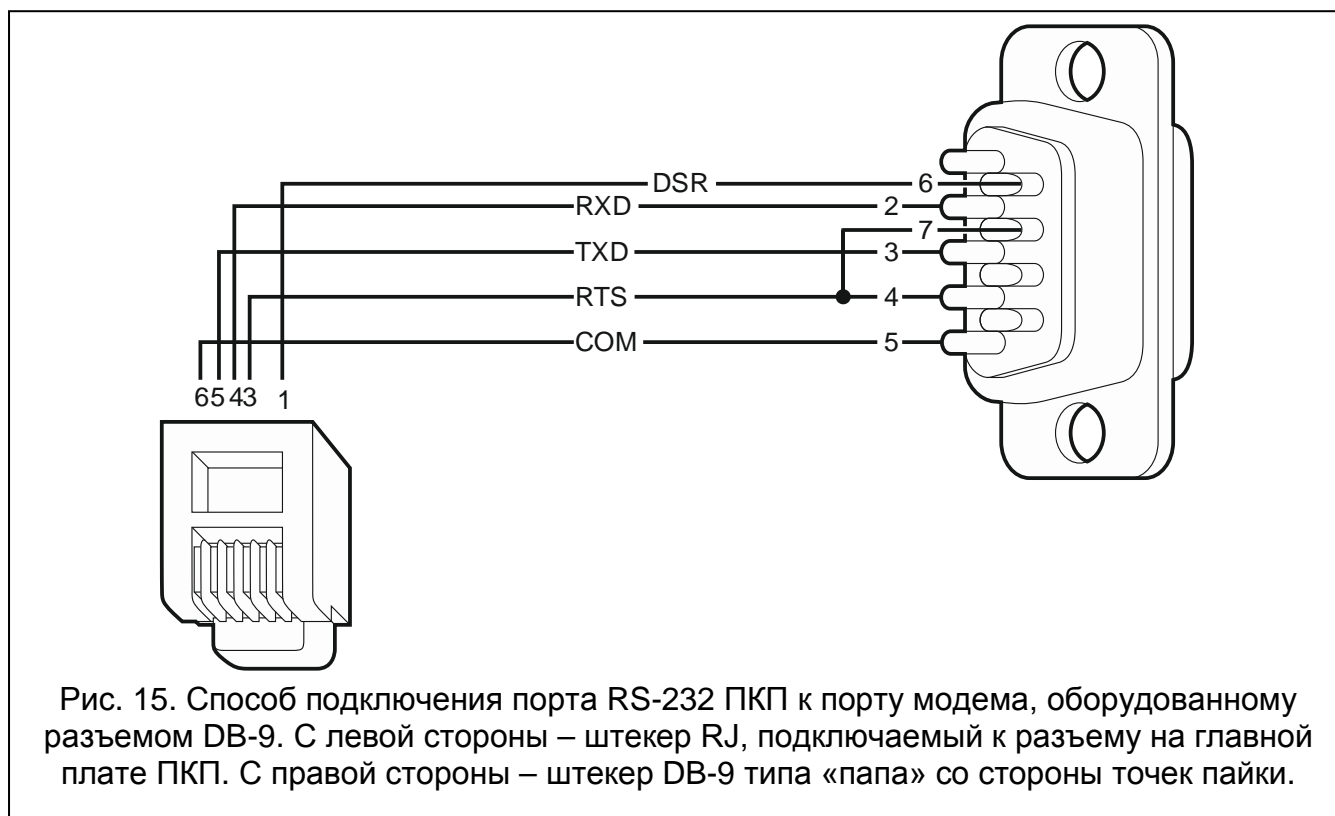 DSR 6
RXD 2
7
TXD 3
RTS 4
COM 5
6543 1
Рис. 15. Способ подключения порта RS-232 ПКП к порту модема, оборудованному
разъемом DB-9. С левой стороны – штекер RJ, подключаемый к разъему на главной
плате ПКП. С правой стороны – штекер DB-9 типа «папа» со стороны точек пайки.